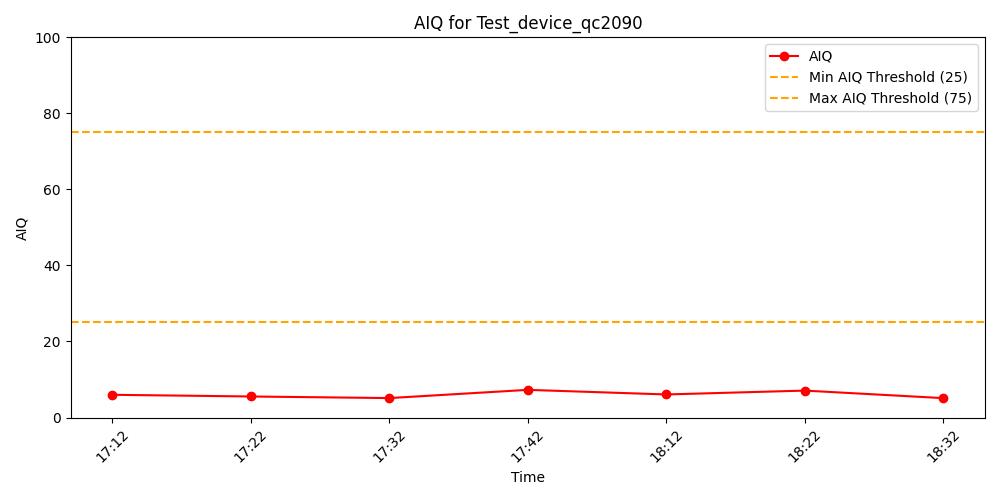 AIQ for Test_device_qc2090
100
80
60
40
20
0
AIQ
AIQ
Min AIQ Threshold (25)
Max AIQ Threshold (75)
17:12
17:22
17:32
17:42
18:12
18:22
18:32
Time